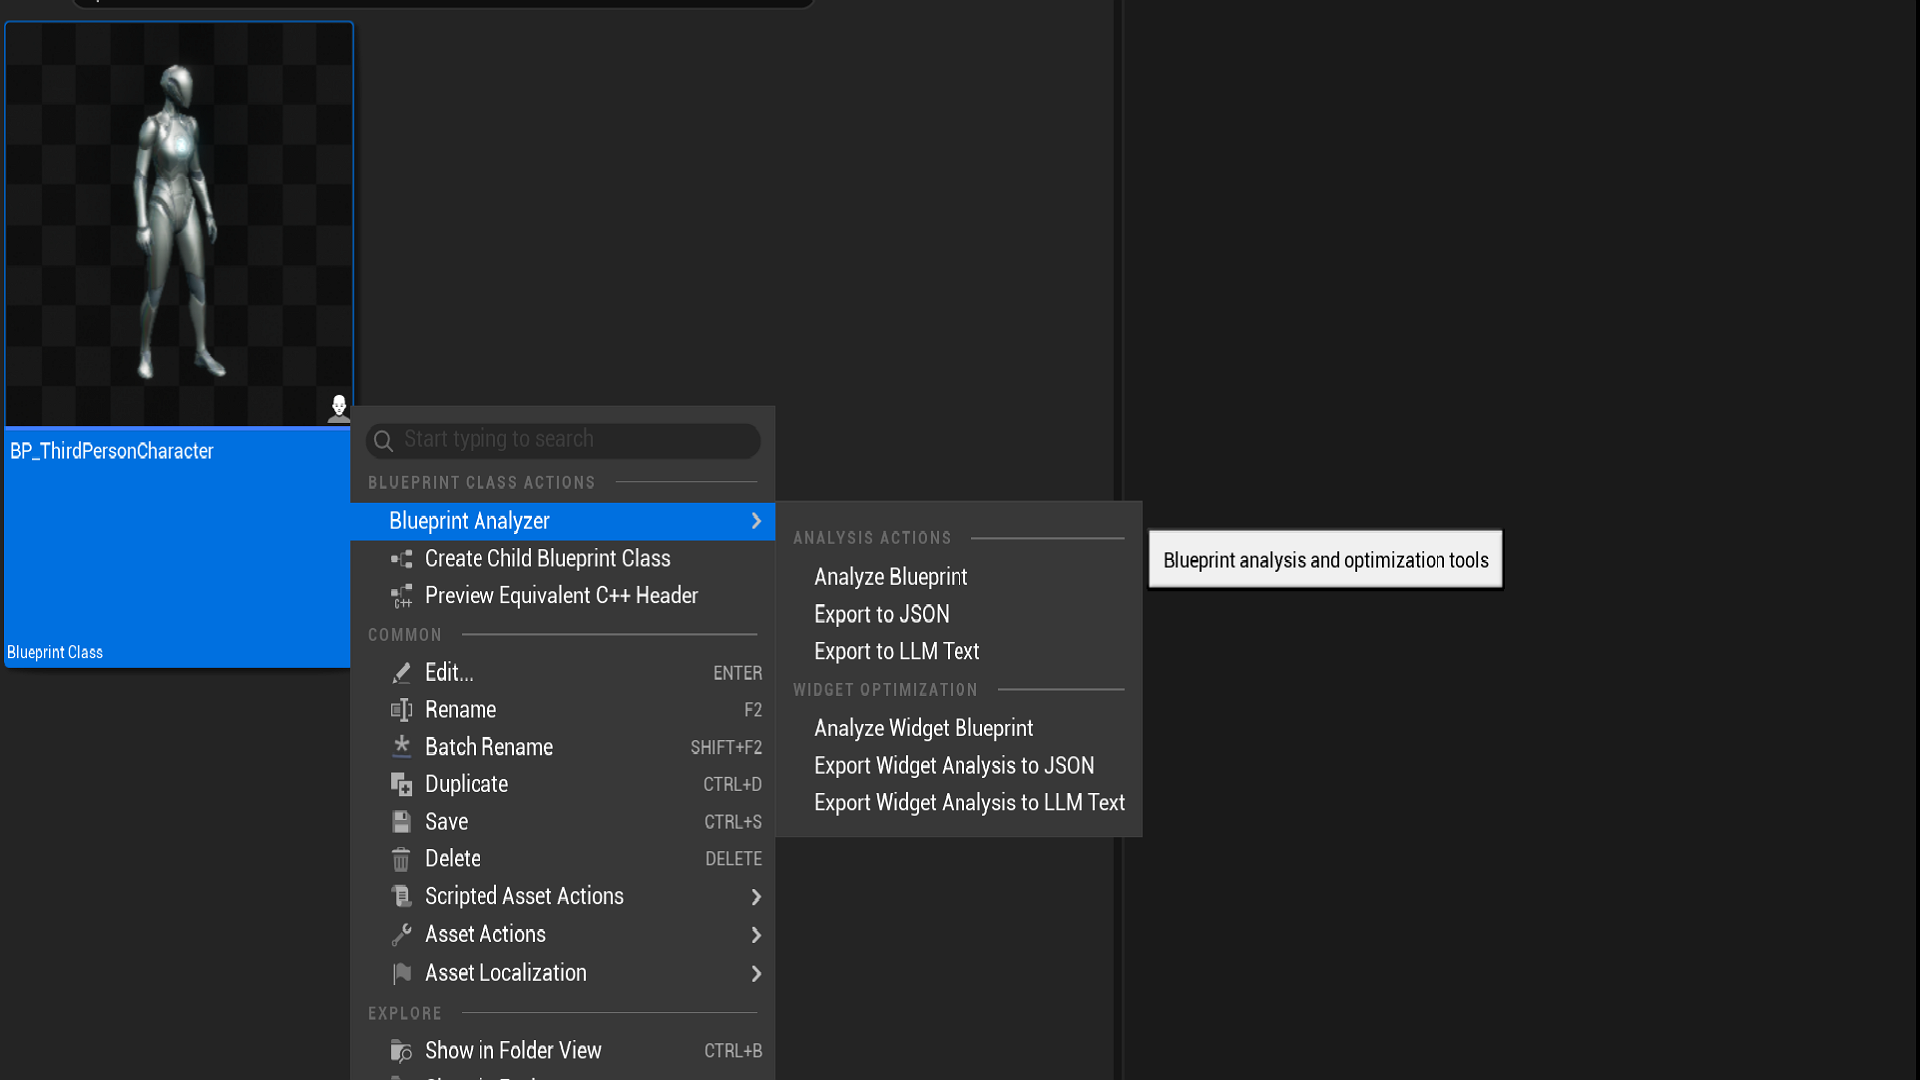 BP_ThirdPersonCharacter
Blueprint Class
Start typing to search
BLUEPRINT CLASS ACTIONS
Blueprint Analyzer
Create Child Blueprint Class
C++
Preview Equivalent C++ Header
COMMON
Edit... ENTER
Rename F2
Batch Rename SHIFT+F2
Duplicate CTRL+D
Save CTRL+S
Delete DELETE
Scripted Asset Actions
Asset Actions
Asset Localization
EXPLORE
Show in Folder View CTRL+B
ANALYSIS ACTIONS
Analyze Blueprint
Export to JSON
Export to LLM Text
WIDGET OPTIMIZATION
Analyze Widget Blueprint
Export Widget Analysis to JSON
Export Widget Analysis to LLM Text
Blueprint analysis and optimization tools